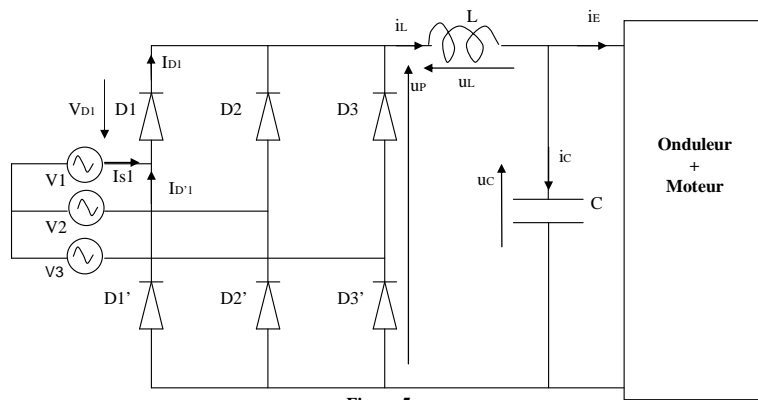 iL
L
iE
ID1
uP
uL
VD1
D1
D2
D3
Onduleur
+
Moteur
V1
Is1
ID'1
iC
uC
C
V2
V3
D1'
D2'
D3'